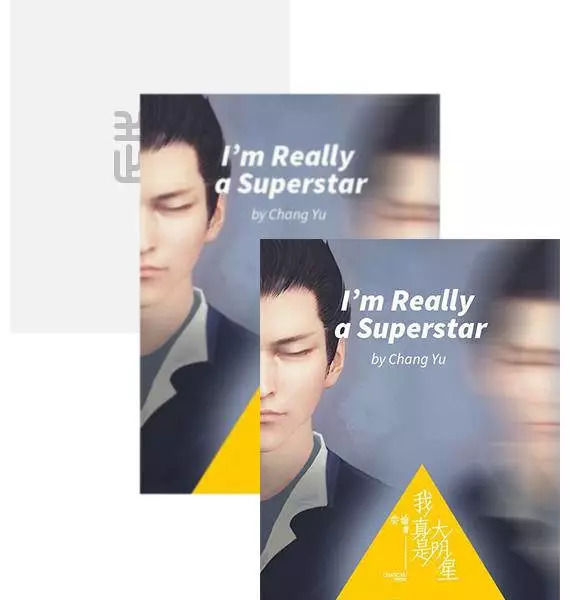 I'm Really
a Superstar
by Chang Yu
I'm Really
a Superstar
by Chang Yu
我真是
大明星